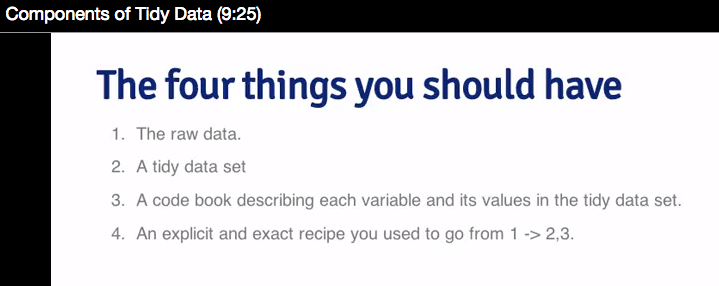 Components of Tidy Data (9:25)
The four things you should have
1. The raw data.
2. A tidy data set
3. A code book describing each variable and its values in the tidy data set.
4. An explicit and exact recipe you used to go from 1 -> 2,3.